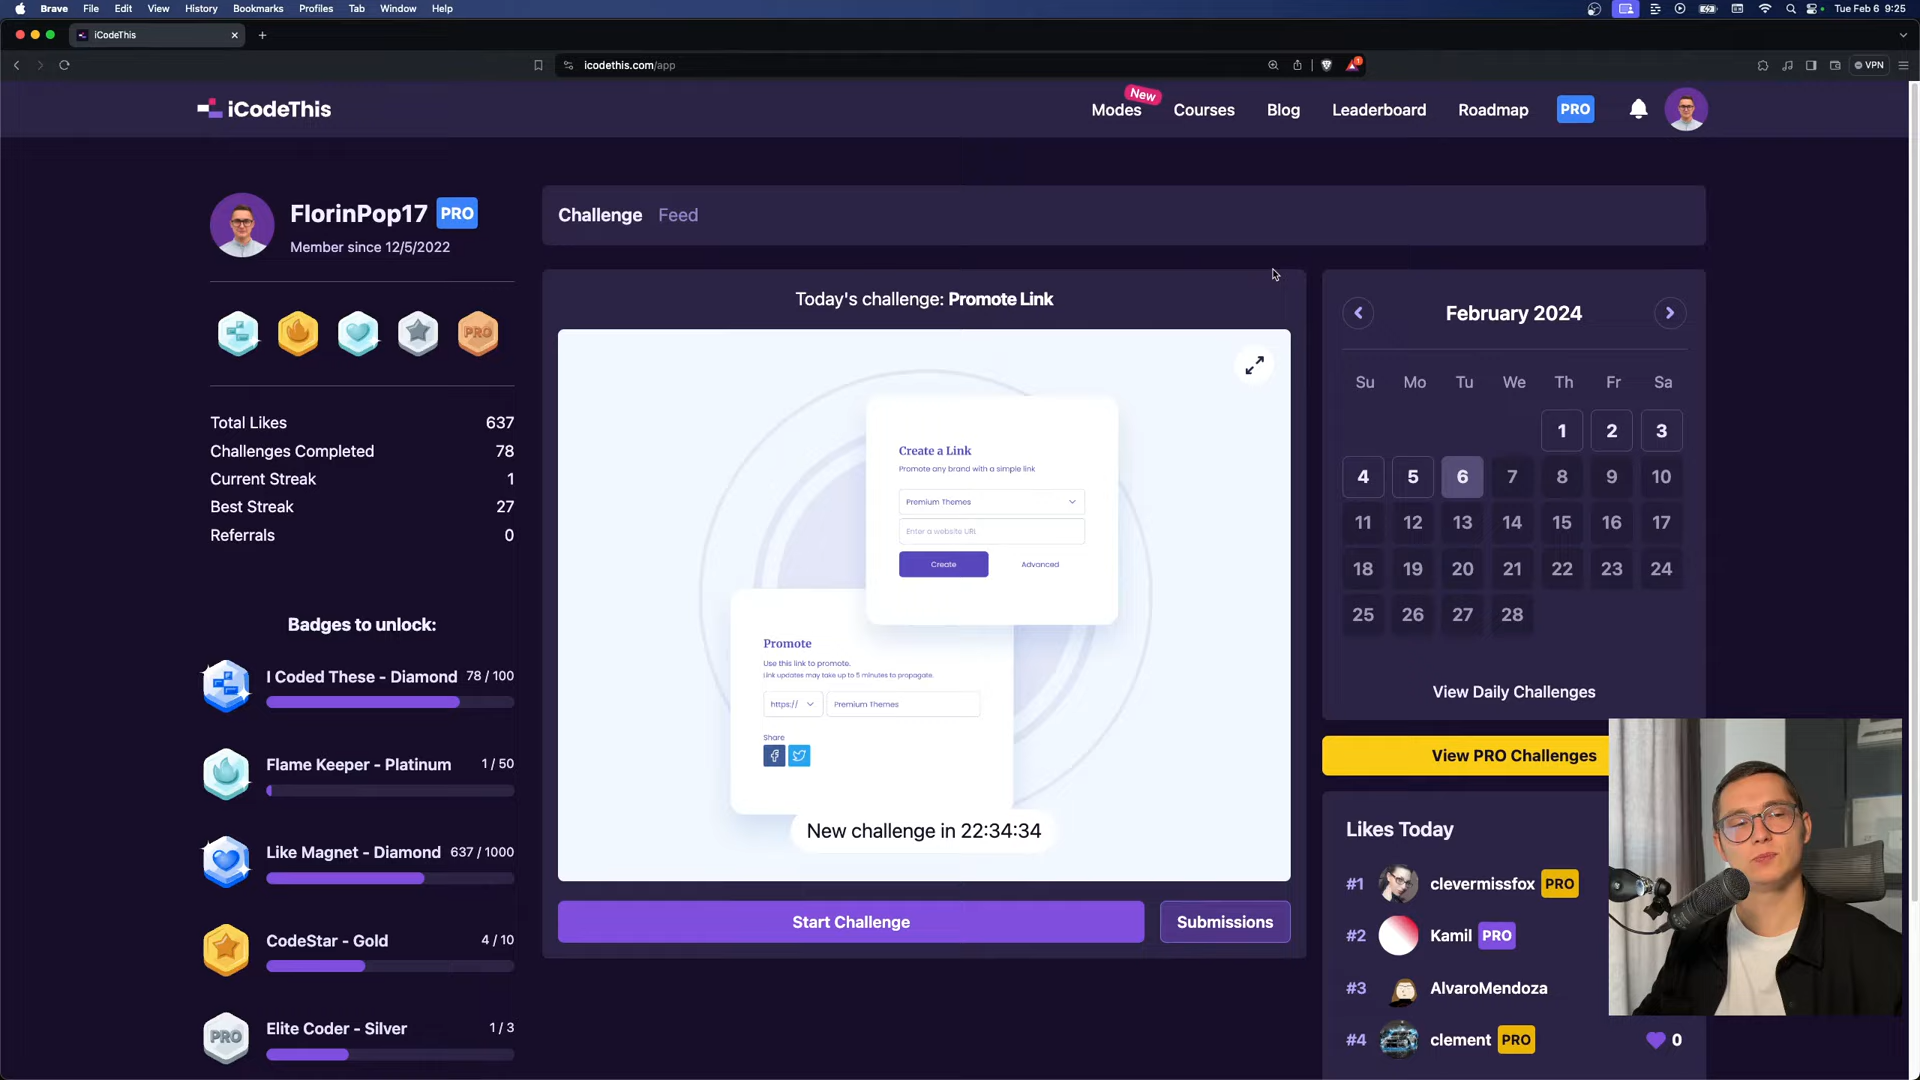 Brave File Edit View History Bookmarks Profiles Tab Window Help Tue Feb 6 9:25
iCodeThis
icodethis.com/app
VPN
iCodeThis
Modes New Courses Blog Leaderboard Roadmap PRO
FlorinPop17 PRO
Member since 12/5/2022
PRO
Total Likes 637
Challenges Completed 78
Current Streak 1
Best Streak 27
Referrals 0
Badges to unlock:
I Coded These - Diamond 78 / 100
Flame Keeper - Platinum 1 / 50
Like Magnet - Diamond 637 / 1000
CodeStar - Gold 4 / 10
PRO
Elite Coder - Silver 1 / 3
Challenge Feed
Today's challenge: Promote Link
Create a Link
Promote any brand with a simple link
Premium Themes
Enter a website URL
Create Advanced
Promote
Use this link to promote.
Link updates may take up to 5 minutes to propagate.
https:// Premium Themes
Share
New challenge in 22:34:34
Start Challenge Submissions
February 2024
Su Mo Tu We Th Fr Sa
1 2 3
4 5 6 7 8 9 10
11 12 13 14 15 16 17
18 19 20 21 22 23 24
25 26 27 28
View Daily Challenges
View PRO Challenges
Likes Today
#1 clevermissfox PRO
#2 Kamil PRO
#3 AlvaroMendoza
#4 clement PRO 0